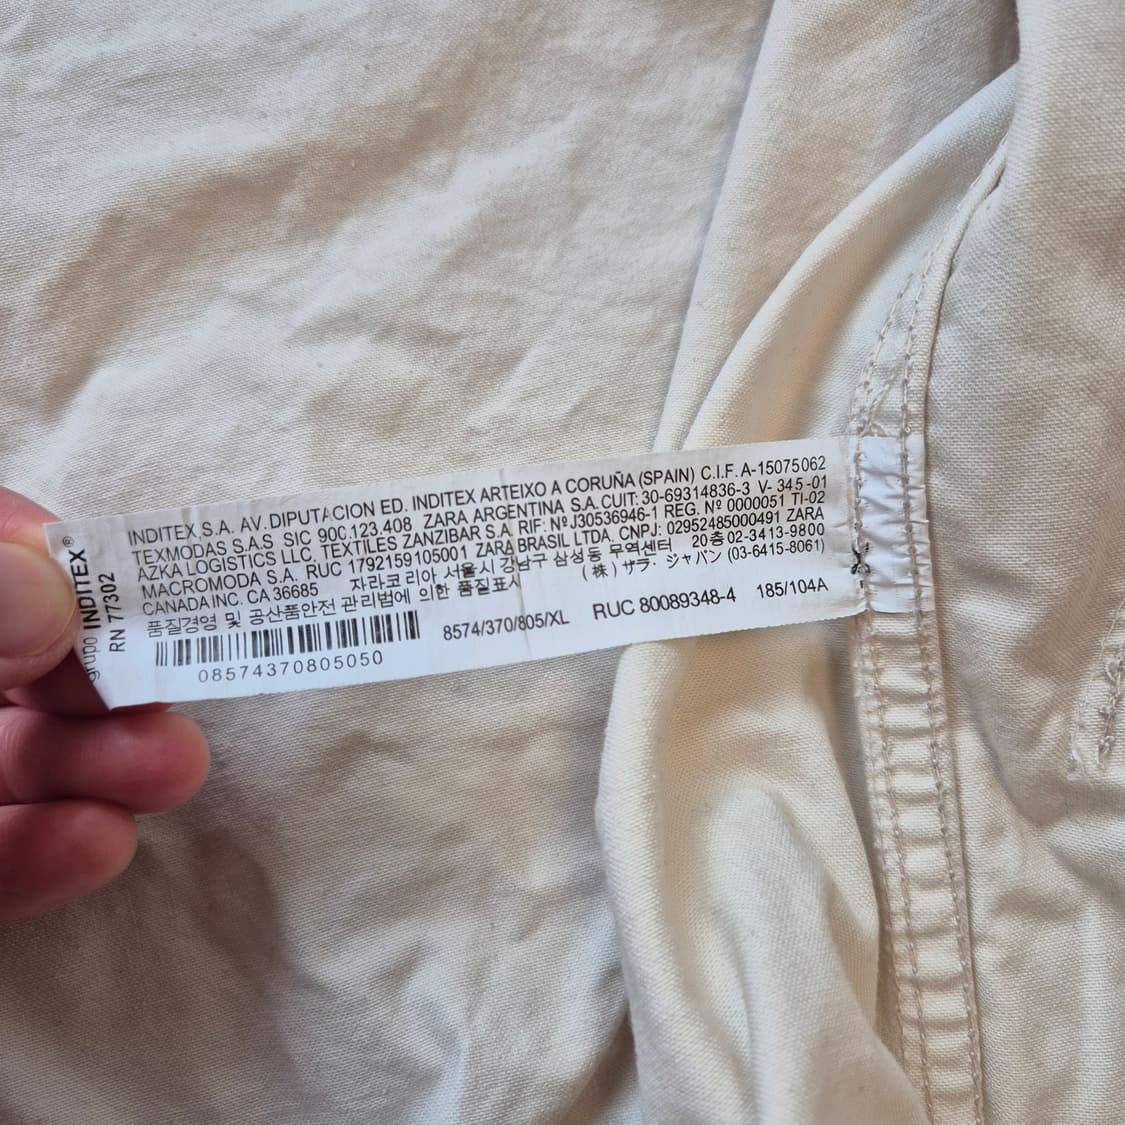 grupo INDITEX®
RN 77302
INDITEX S.A. AV. DIPUTACION ED. INDITEX ARTEIXO A CORUÑA (SPAIN) C.I.F. A-15075062
TEXMODAS S.A.S SIC 900.123.408 ZARA ARGENTINA S.A. CUIT: 30-69314836-3 V- 345 -01
AZKA LOGISTICS LLC, TEXTILES ZANZIBAR S.A. RIF: Nº J30536946-1 REG. Nº 0000051 TI-02
MACROMODA S.A. RUC 1792159105001 ZARA BRASIL LTDA. CNPJ: 02952485000491 ZARA
CANADA INC. CA 36685 자라코리아 서울시 강남구 삼성동 무역센터 20층 02-3413-9800
품질경영 및 공산품안전 관리법에 의한 품질표시 (株) ザラ・ジャパン (03-6415-8061)
08574370805050
8574/370/805/XL RUC 80089348-4 185/104A